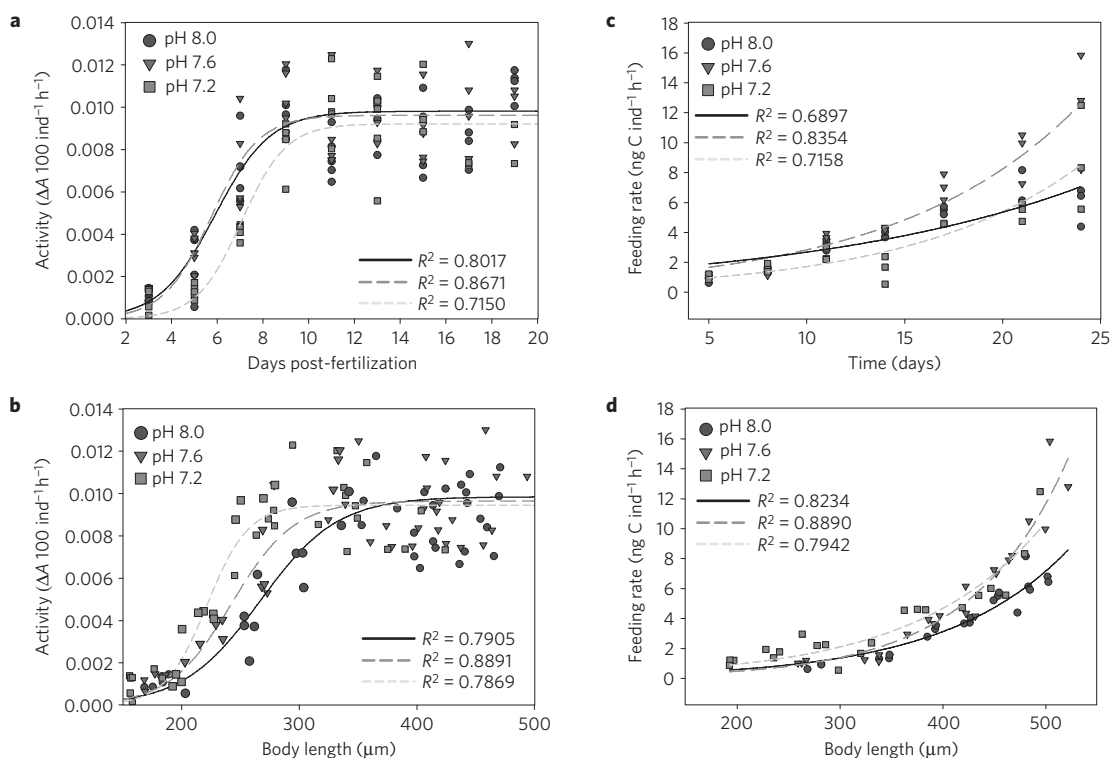 a
0.014
0.012
0.010
0.008
0.006
0.004
0.002
0.000
Activity (ΔA 100 ind⁻¹ h⁻¹)
pH 8.0
pH 7.6
pH 7.2
R² = 0.8017
R² = 0.8671
R² = 0.7150
2 4 6 8 10 12 14 16 18 20
Days post-fertilization
c
18
16
14
12
10
8
6
4
2
0
Feeding rate (ng C ind⁻¹ h⁻¹)
pH 8.0
pH 7.6
pH 7.2
R² = 0.6897
R² = 0.8354
R² = 0.7158
5 10 15 20 25
Time (days)
b
0.014
0.012
0.010
0.008
0.006
0.004
0.002
0.000
Activity (ΔA 100 ind⁻¹ h⁻¹)
pH 8.0
pH 7.6
pH 7.2
R² = 0.7905
R² = 0.8891
R² = 0.7869
200 300 400 500
Body length (μm)
d
18
16
14
12
10
8
6
4
2
0
Feeding rate (ng C ind⁻¹ h⁻¹)
pH 8.0
pH 7.6
pH 7.2
R² = 0.8234
R² = 0.8890
R² = 0.7942
200 300 400 500
Body length (μm)